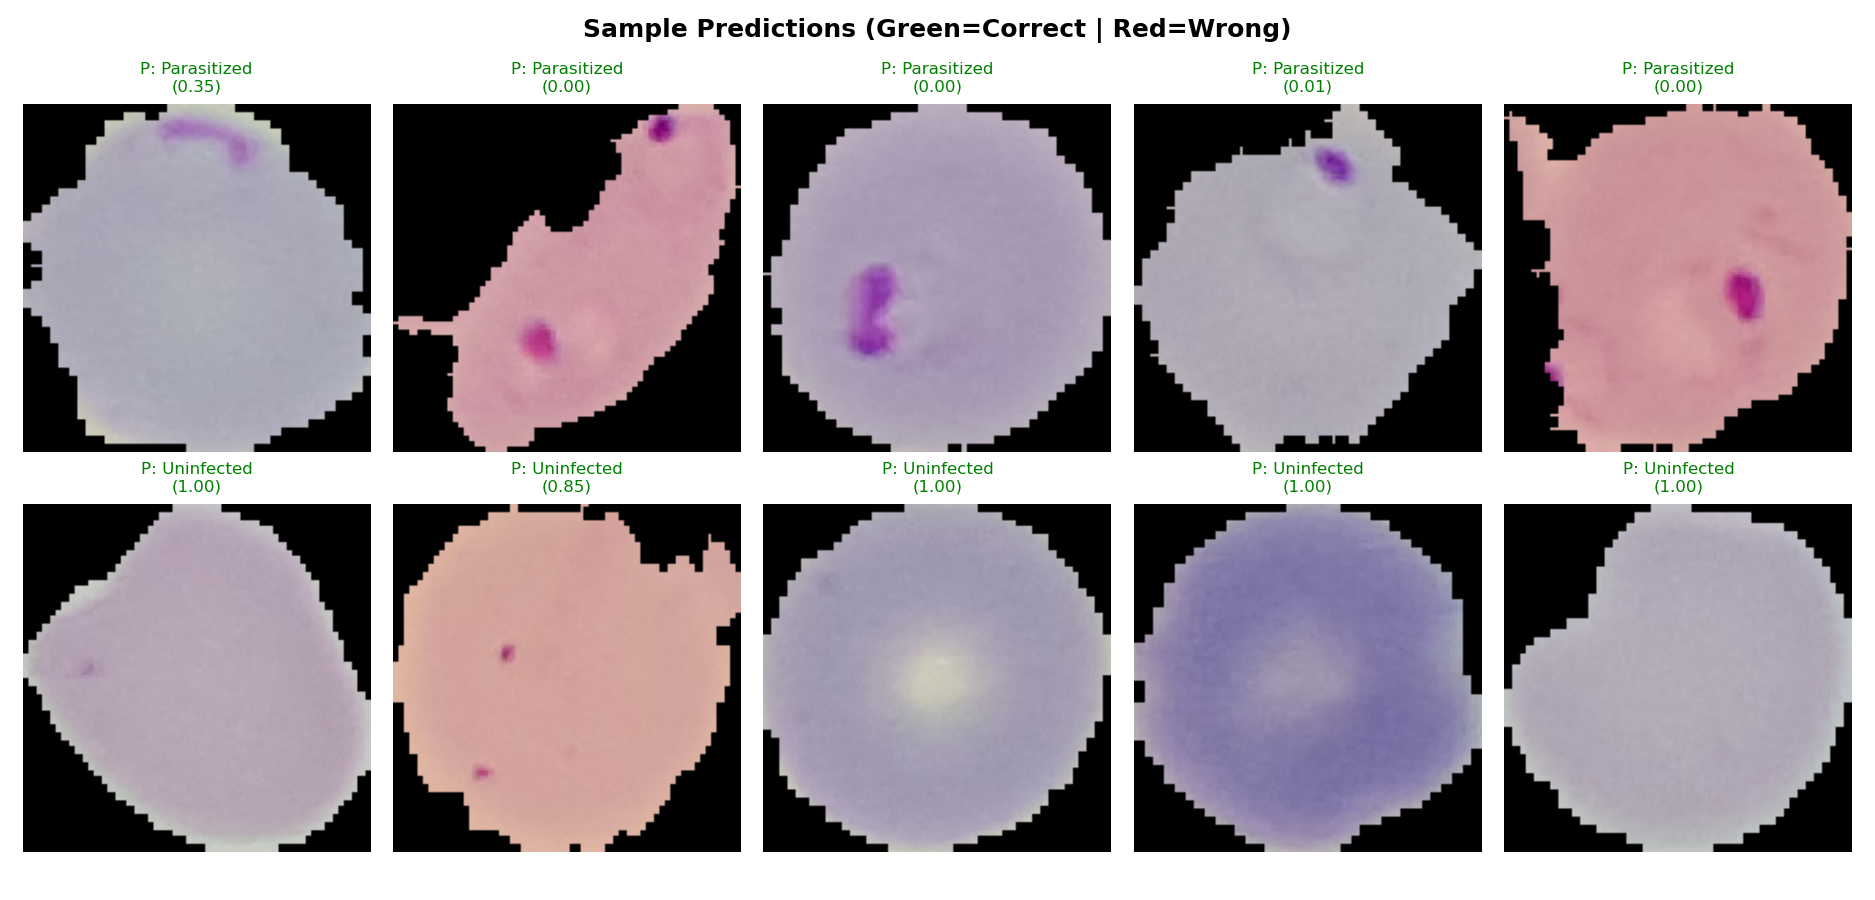 Sample Predictions (Green=Correct | Red=Wrong)
P: Parasitized
(0.35)
P: Parasitized
(0.00)
P: Parasitized
(0.00)
P: Parasitized
(0.01)
P: Parasitized
(0.00)
P: Uninfected
(1.00)
P: Uninfected
(0.85)
P: Uninfected
(1.00)
P: Uninfected
(1.00)
P: Uninfected
(1.00)